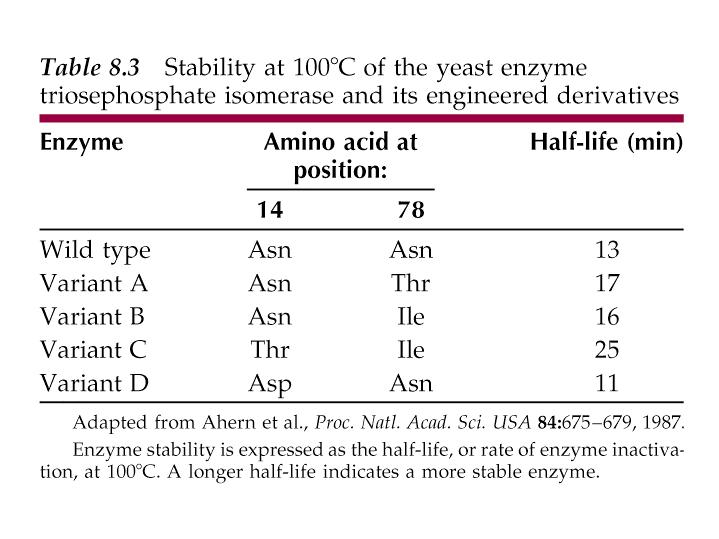 Table 8.3 Stability at 100°C of the yeast enzyme
triosephosphate isomerase and its engineered derivatives
Enzyme Amino acid at Half-life (min)
position:
14 78
Wild type Asn Asn 13
Variant A Asn Thr 17
Variant B Asn Ile 16
Variant C Thr Ile 25
Variant D Asp Asn 11
Adapted from Ahern et al., Proc. Natl. Acad. Sci. USA 84:675–679, 1987.
Enzyme stability is expressed as the half-life, or rate of enzyme inactiva-
tion, at 100°C. A longer half-life indicates a more stable enzyme.